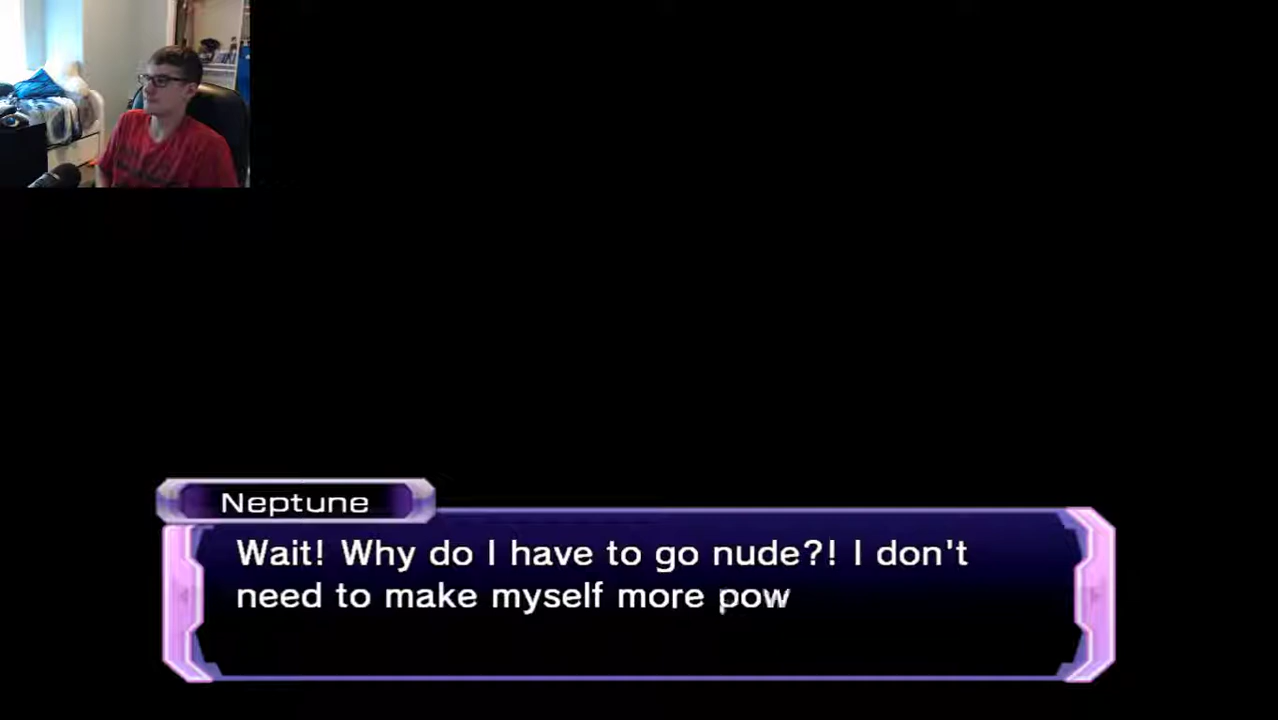 Neptune
Wait! Why do I have to go nude?! I don't
need to make myself more pow